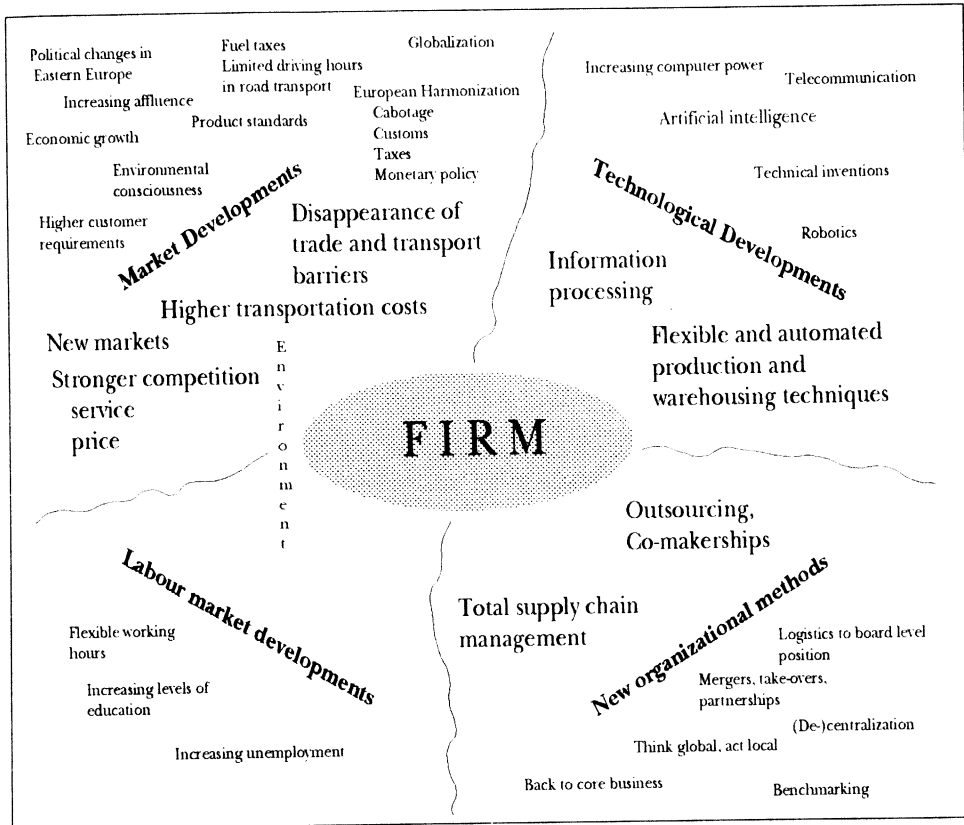 Political changes in
Eastern Europe
Increasing affluence
Economic growth
Fuel taxes
Limited driving hours
in road transport
Product standards
Globalization
European Harmonization
Cabotage
Customs
Taxes
Monetary policy
Environmental
consciousness
Higher customer
requirements
Market Developments
Disappearance of
trade and transport
barriers
Higher transportation costs
New markets
Stronger competition
service
price
Environment
Increasing computer power
Telecommunication
Artificial intelligence
Technical inventions
Robotics
Technological Developments
Information
processing
Flexible and automated
production and
warehousing techniques
FIRM
Labour market developments
Flexible working
hours
Increasing levels of
education
Increasing unemployment
Outsourcing,
Co-makerships
Total supply chain
management
New organizational methods
Logistics to board level
position
Mergers, take-overs,
partnerships
(De-)centralization
Think global, act local
Back to core business
Benchmarking